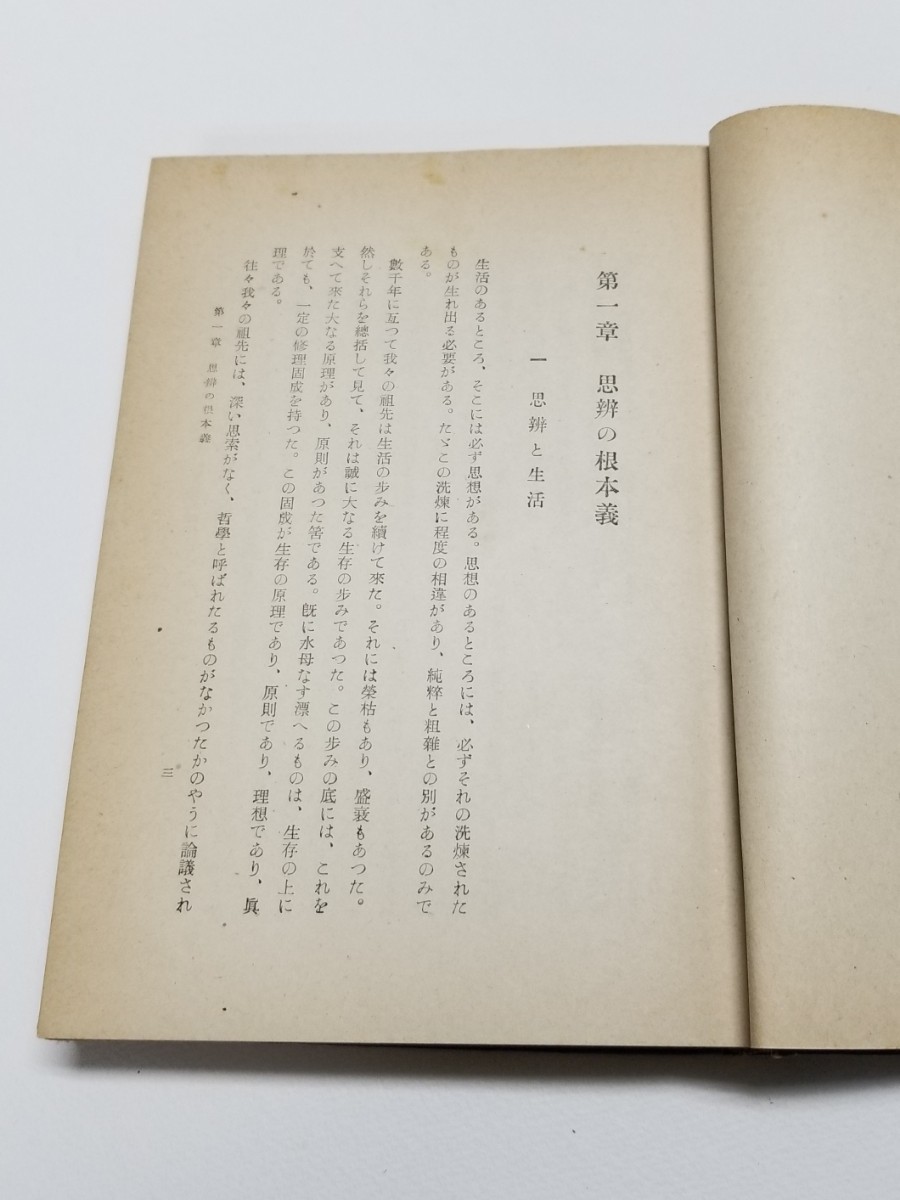 第一章 思辨の根本義
一 思辨と生活
生活のあるところ、そこには必ず思想がある。思想のあるところには、必ずそれの洗煉された
ものが生れ出る必要がある。たゞこの洗煉に程度の相違があり、純粹と粗雜との別があるのみで
ある。
數千年に亙つて我々の祖先は生活の歩みを續けて來た。それには榮枯もあり、盛衰もあつた。
然しそれらを總括して見て、それは誠に大なる生存の歩みであつた。この歩みの底には、これを
支へて來た大なる原理があり、原則があつた筈である。既に水母なす漂へるものは、生存の上に
於ても、一定の修理固成を持つた。この固成が生存の原理であり、原則であり、理想であり、眞
理である。
往々我々の祖先には、深い思索がなく、哲學と呼ばれたるものがなかつたかのやうに論議され
第一章 思辨の根本義
三